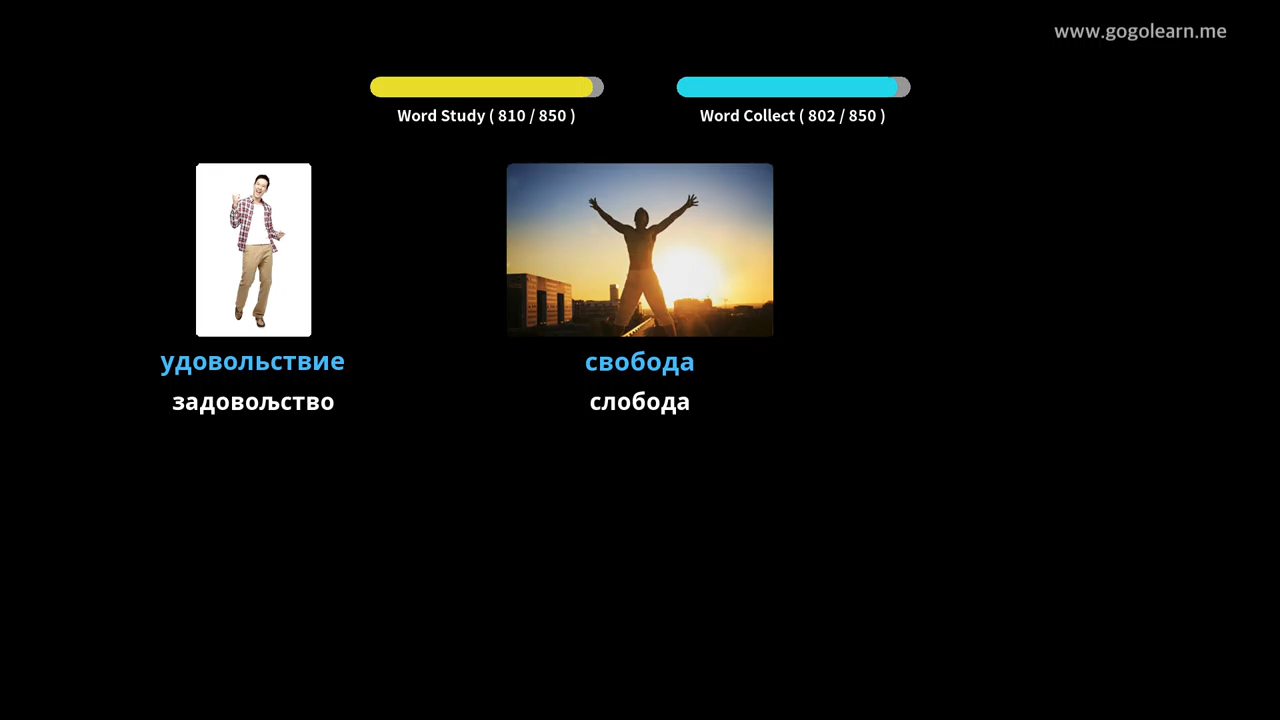 www.gogolearn.me
Word Study ( 810 / 850 )
Word Collect ( 802 / 850 )
удовольствие
свобода
задовољство
слобода